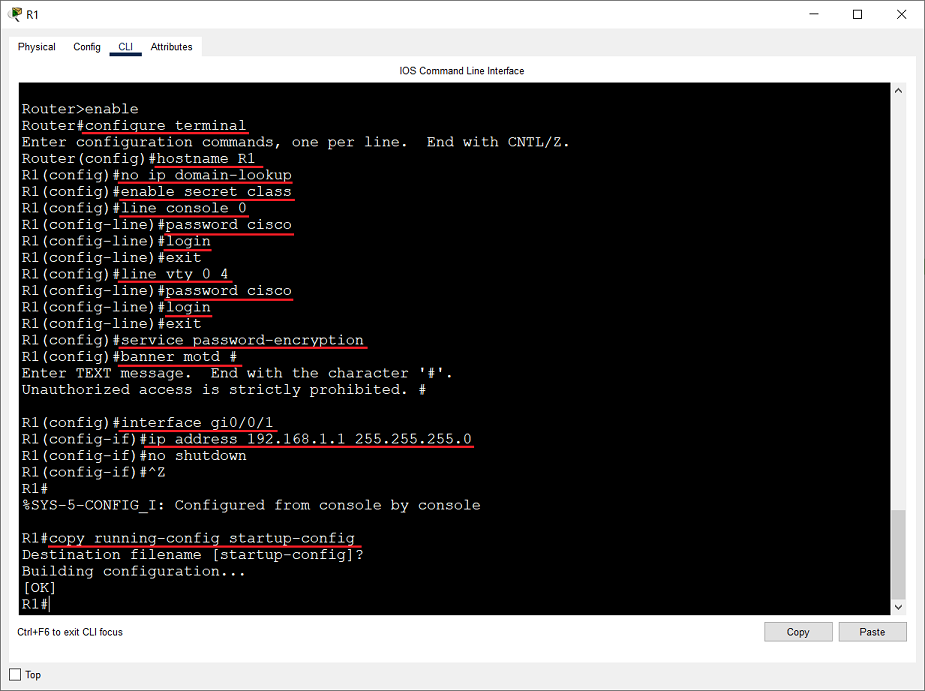 R1
Physical Config CLI Attributes
IOS Command Line Interface
Router>enable
Router#configure terminal
Enter configuration commands, one per line.  End with CNTL/Z.
Router(config)#hostname R1
R1(config)#no ip domain-lookup
R1(config)#enable secret class
R1(config)#line console 0
R1(config-line)#password cisco
R1(config-line)#login
R1(config-line)#exit
R1(config)#line vty 0 4
R1(config-line)#password cisco
R1(config-line)#login
R1(config-line)#exit
R1(config)#service password-encryption
R1(config)#banner motd #
Enter TEXT message.  End with the character '#'.
Unauthorized access is strictly prohibited. #
R1(config)#interface gi0/0/1
R1(config-if)#ip address 192.168.1.1 255.255.255.0
R1(config-if)#no shutdown
R1(config-if)#^Z
R1#
%SYS-5-CONFIG_I: Configured from console by console
R1#copy running-config startup-config
Destination filename [startup-config]?
Building configuration...
[OK]
R1#
Ctrl+F6 to exit CLI focus
Copy Paste
Top